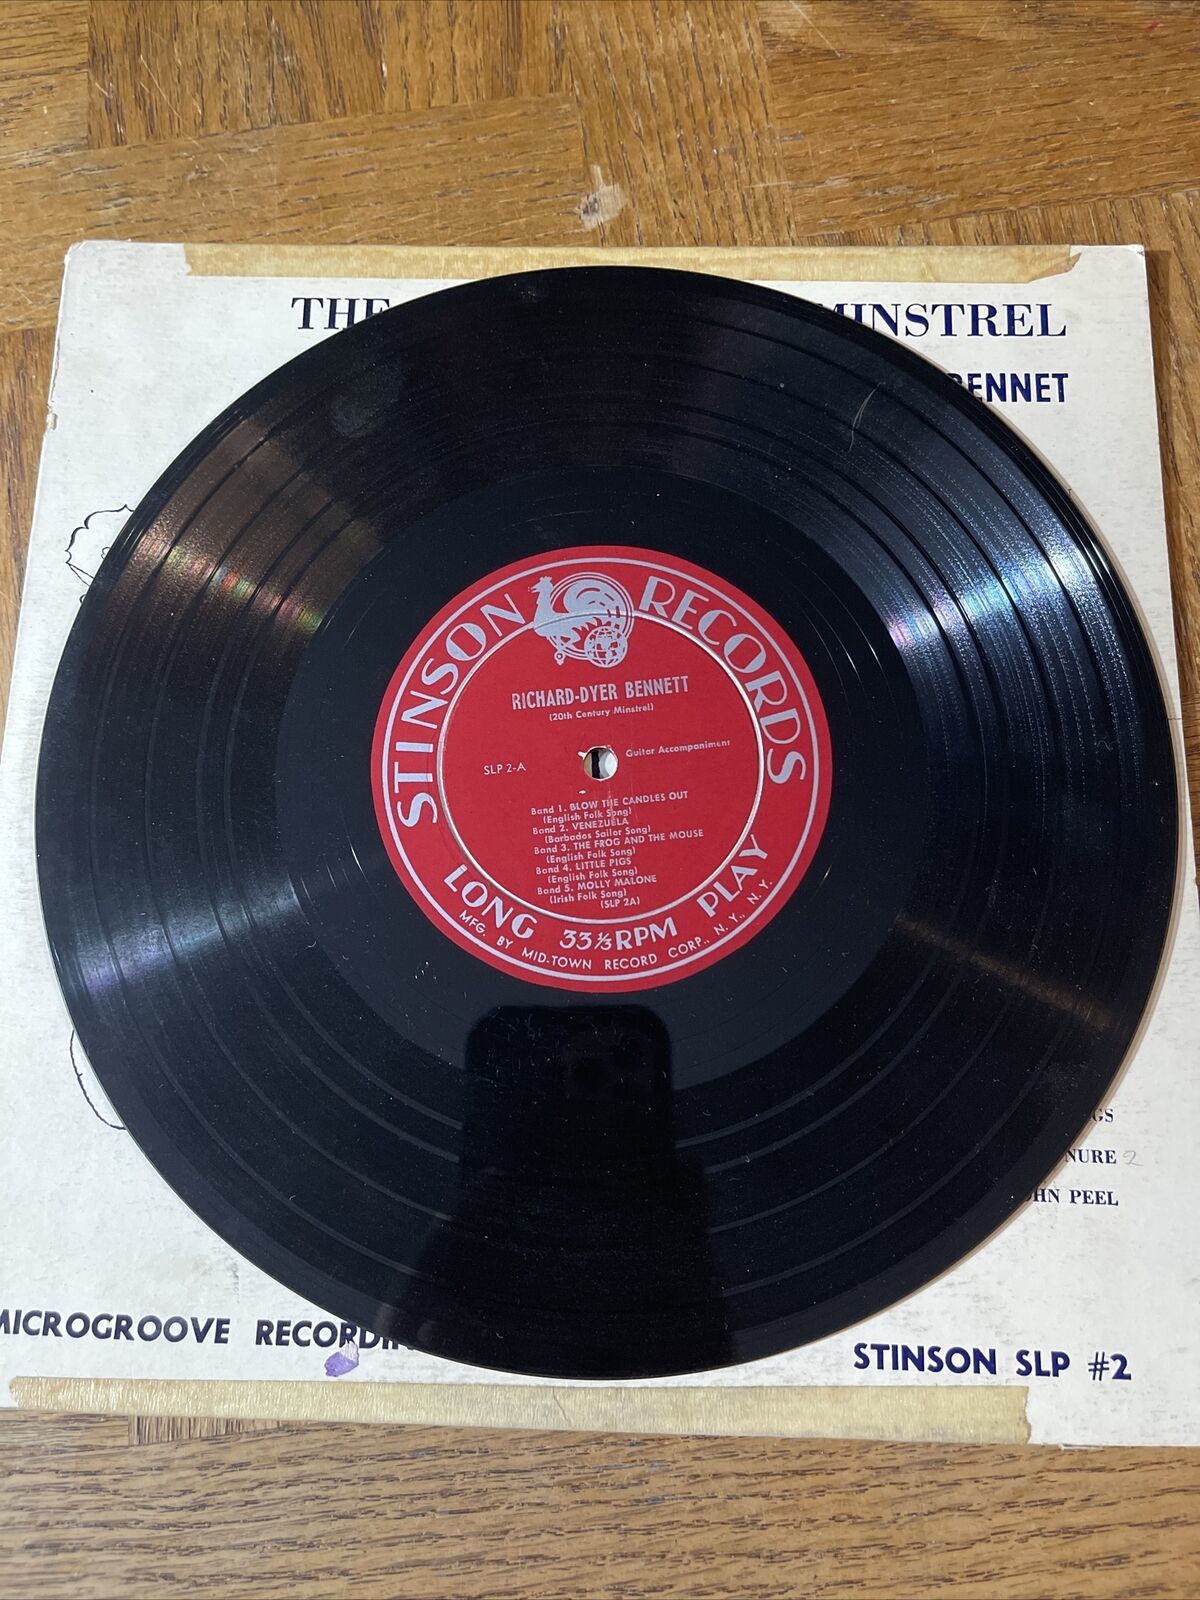 THE MINSTREL
BENNET
STINSON RECORDS
RICHARD-DYER BENNETT
(20th Century Minstrel)
Guitar Accompaniment
SLP 2-A
Band 1. BLOW THE CANDLES OUT
(English Folk Song)
Band 2. VENEZUELA
(Barbados Sailor Song)
Band 3. THE FROG AND THE MOUSE
(English Folk Song)
Band 4. LITTLE PIGS
(English Folk Song)
Band 5. MOLLY MALONE
(Irish Folk Song)
(SLP 2A)
LONG 33⅓ RPM PLAY
MFG. BY MID-TOWN RECORD CORP., N. Y., N. Y.
GS
NURE 2
OHN PEEL
MICROGROOVE RECORDIN
STINSON SLP #2